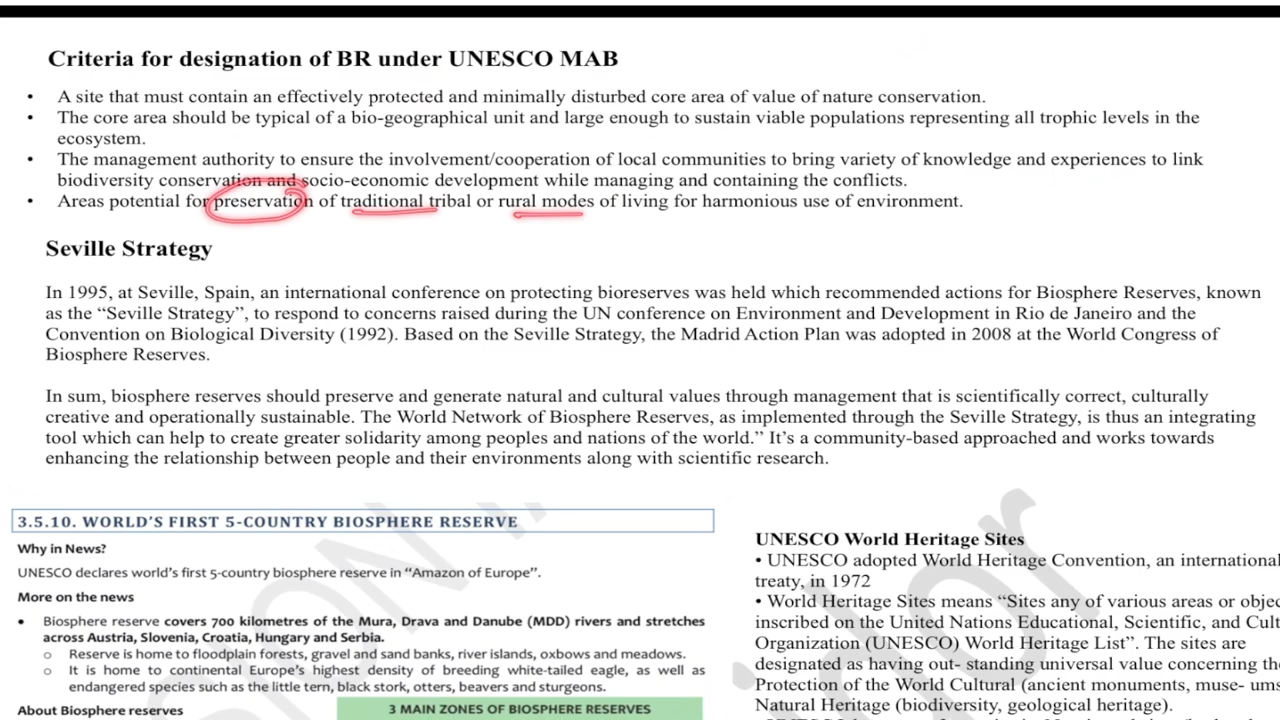 Criteria for designation of BR under UNESCO MAB
• A site that must contain an effectively protected and minimally disturbed core area of value of nature conservation.
• The core area should be typical of a bio-geographical unit and large enough to sustain viable populations representing all trophic levels in the
ecosystem.
• The management authority to ensure the involvement/cooperation of local communities to bring variety of knowledge and experiences to link
biodiversity conservation and socio-economic development while managing and containing the conflicts.
• Areas potential for preservation of traditional tribal or rural modes of living for harmonious use of environment.
Seville Strategy
In 1995, at Seville, Spain, an international conference on protecting bioreserves was held which recommended actions for Biosphere Reserves, known
as the “Seville Strategy”, to respond to concerns raised during the UN conference on Environment and Development in Rio de Janeiro and the
Convention on Biological Diversity (1992). Based on the Seville Strategy, the Madrid Action Plan was adopted in 2008 at the World Congress of
Biosphere Reserves.
In sum, biosphere reserves should preserve and generate natural and cultural values through management that is scientifically correct, culturally
creative and operationally sustainable. The World Network of Biosphere Reserves, as implemented through the Seville Strategy, is thus an integrating
tool which can help to create greater solidarity among peoples and nations of the world.” It’s a community-based approached and works towards
enhancing the relationship between people and their environments along with scientific research.
3.5.10. WORLD’S FIRST 5-COUNTRY BIOSPHERE RESERVE
Why in News?
UNESCO declares world’s first 5-country biosphere reserve in “Amazon of Europe”.
More on the news
• Biosphere reserve covers 700 kilometres of the Mura, Drava and Danube (MDD) rivers and stretches
across Austria, Slovenia, Croatia, Hungary and Serbia.
o Reserve is home to floodplain forests, gravel and sand banks, river islands, oxbows and meadows.
o It is home to continental Europe’s highest density of breeding white-tailed eagle, as well as
endangered species such as the little tern, black stork, otters, beavers and sturgeons.
About Biosphere reserves
3 MAIN ZONES OF BIOSPHERE RESERVES
UNESCO World Heritage Sites
• UNESCO adopted World Heritage Convention, an international
treaty, in 1972
• World Heritage Sites means “Sites any of various areas or objec
inscribed on the United Nations Educational, Scientific, and Cult
Organization (UNESCO) World Heritage List”. The sites are
designated as having out- standing universal value concerning the
Protection of the World Cultural (ancient monuments, muse- ums
Natural Heritage (biodiversity, geological heritage).